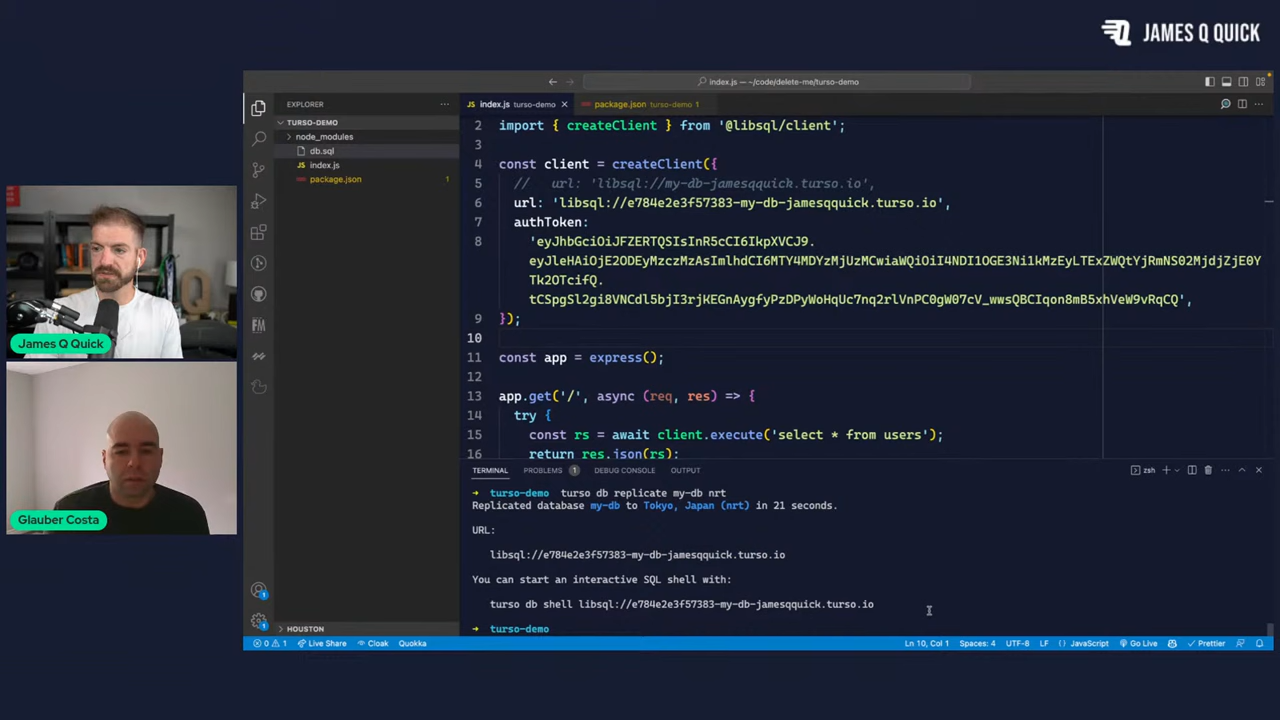 JAMES Q QUICK
index.js — ~/code/delete-me/turso-demo
EXPLORER
TURSO-DEMO
node_modules
db.sql
JS index.js
package.json 1
HOUSTON
JS index.js turso-demo
package.json turso-demo 1
2 import { createClient } from '@libsql/client';
3
4 const client = createClient({
5 // url: 'libsql://my-db-jamesqquick.turso.io',
6 url: 'libsql://e784e2e3f57383-my-db-jamesqquick.turso.io',
7 authToken:
8 'eyJhbGciOiJFZERTQSIsInR5cCI6IkpXVCJ9.
9 });
10
11 const app = express();
12
13 app.get('/', async (req, res) => {
14 try {
15 const rs = await client.execute('select * from users');
16 return res.json(rs);
TERMINAL PROBLEMS 1 DEBUG CONSOLE OUTPUT
zsh
→ turso-demo turso db replicate my-db nrt
Replicated database my-db to Tokyo, Japan (nrt) in 21 seconds.
URL:
libsql://e784e2e3f57383-my-db-jamesqquick.turso.io
You can start an interactive SQL shell with:
turso db shell libsql://e784e2e3f57383-my-db-jamesqquick.turso.io
→ turso-demo
0 1 Live Share Cloak Quokka
Ln 10, Col 1 Spaces: 4 UTF-8 LF {} JavaScript Go Live Prettier
FM
James Q Quick
Glauber Costa